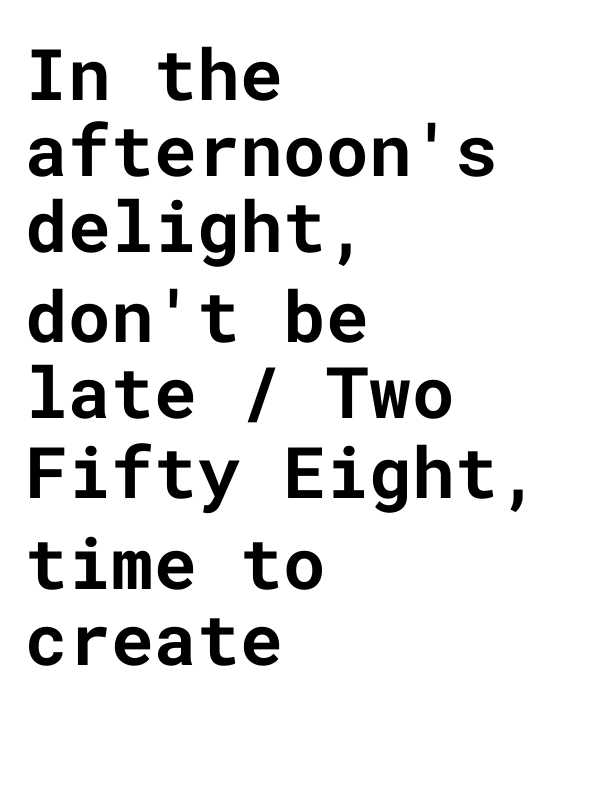 In the
afternoon's
delight,
don't be
late / Two
Fifty Eight,
time to
create